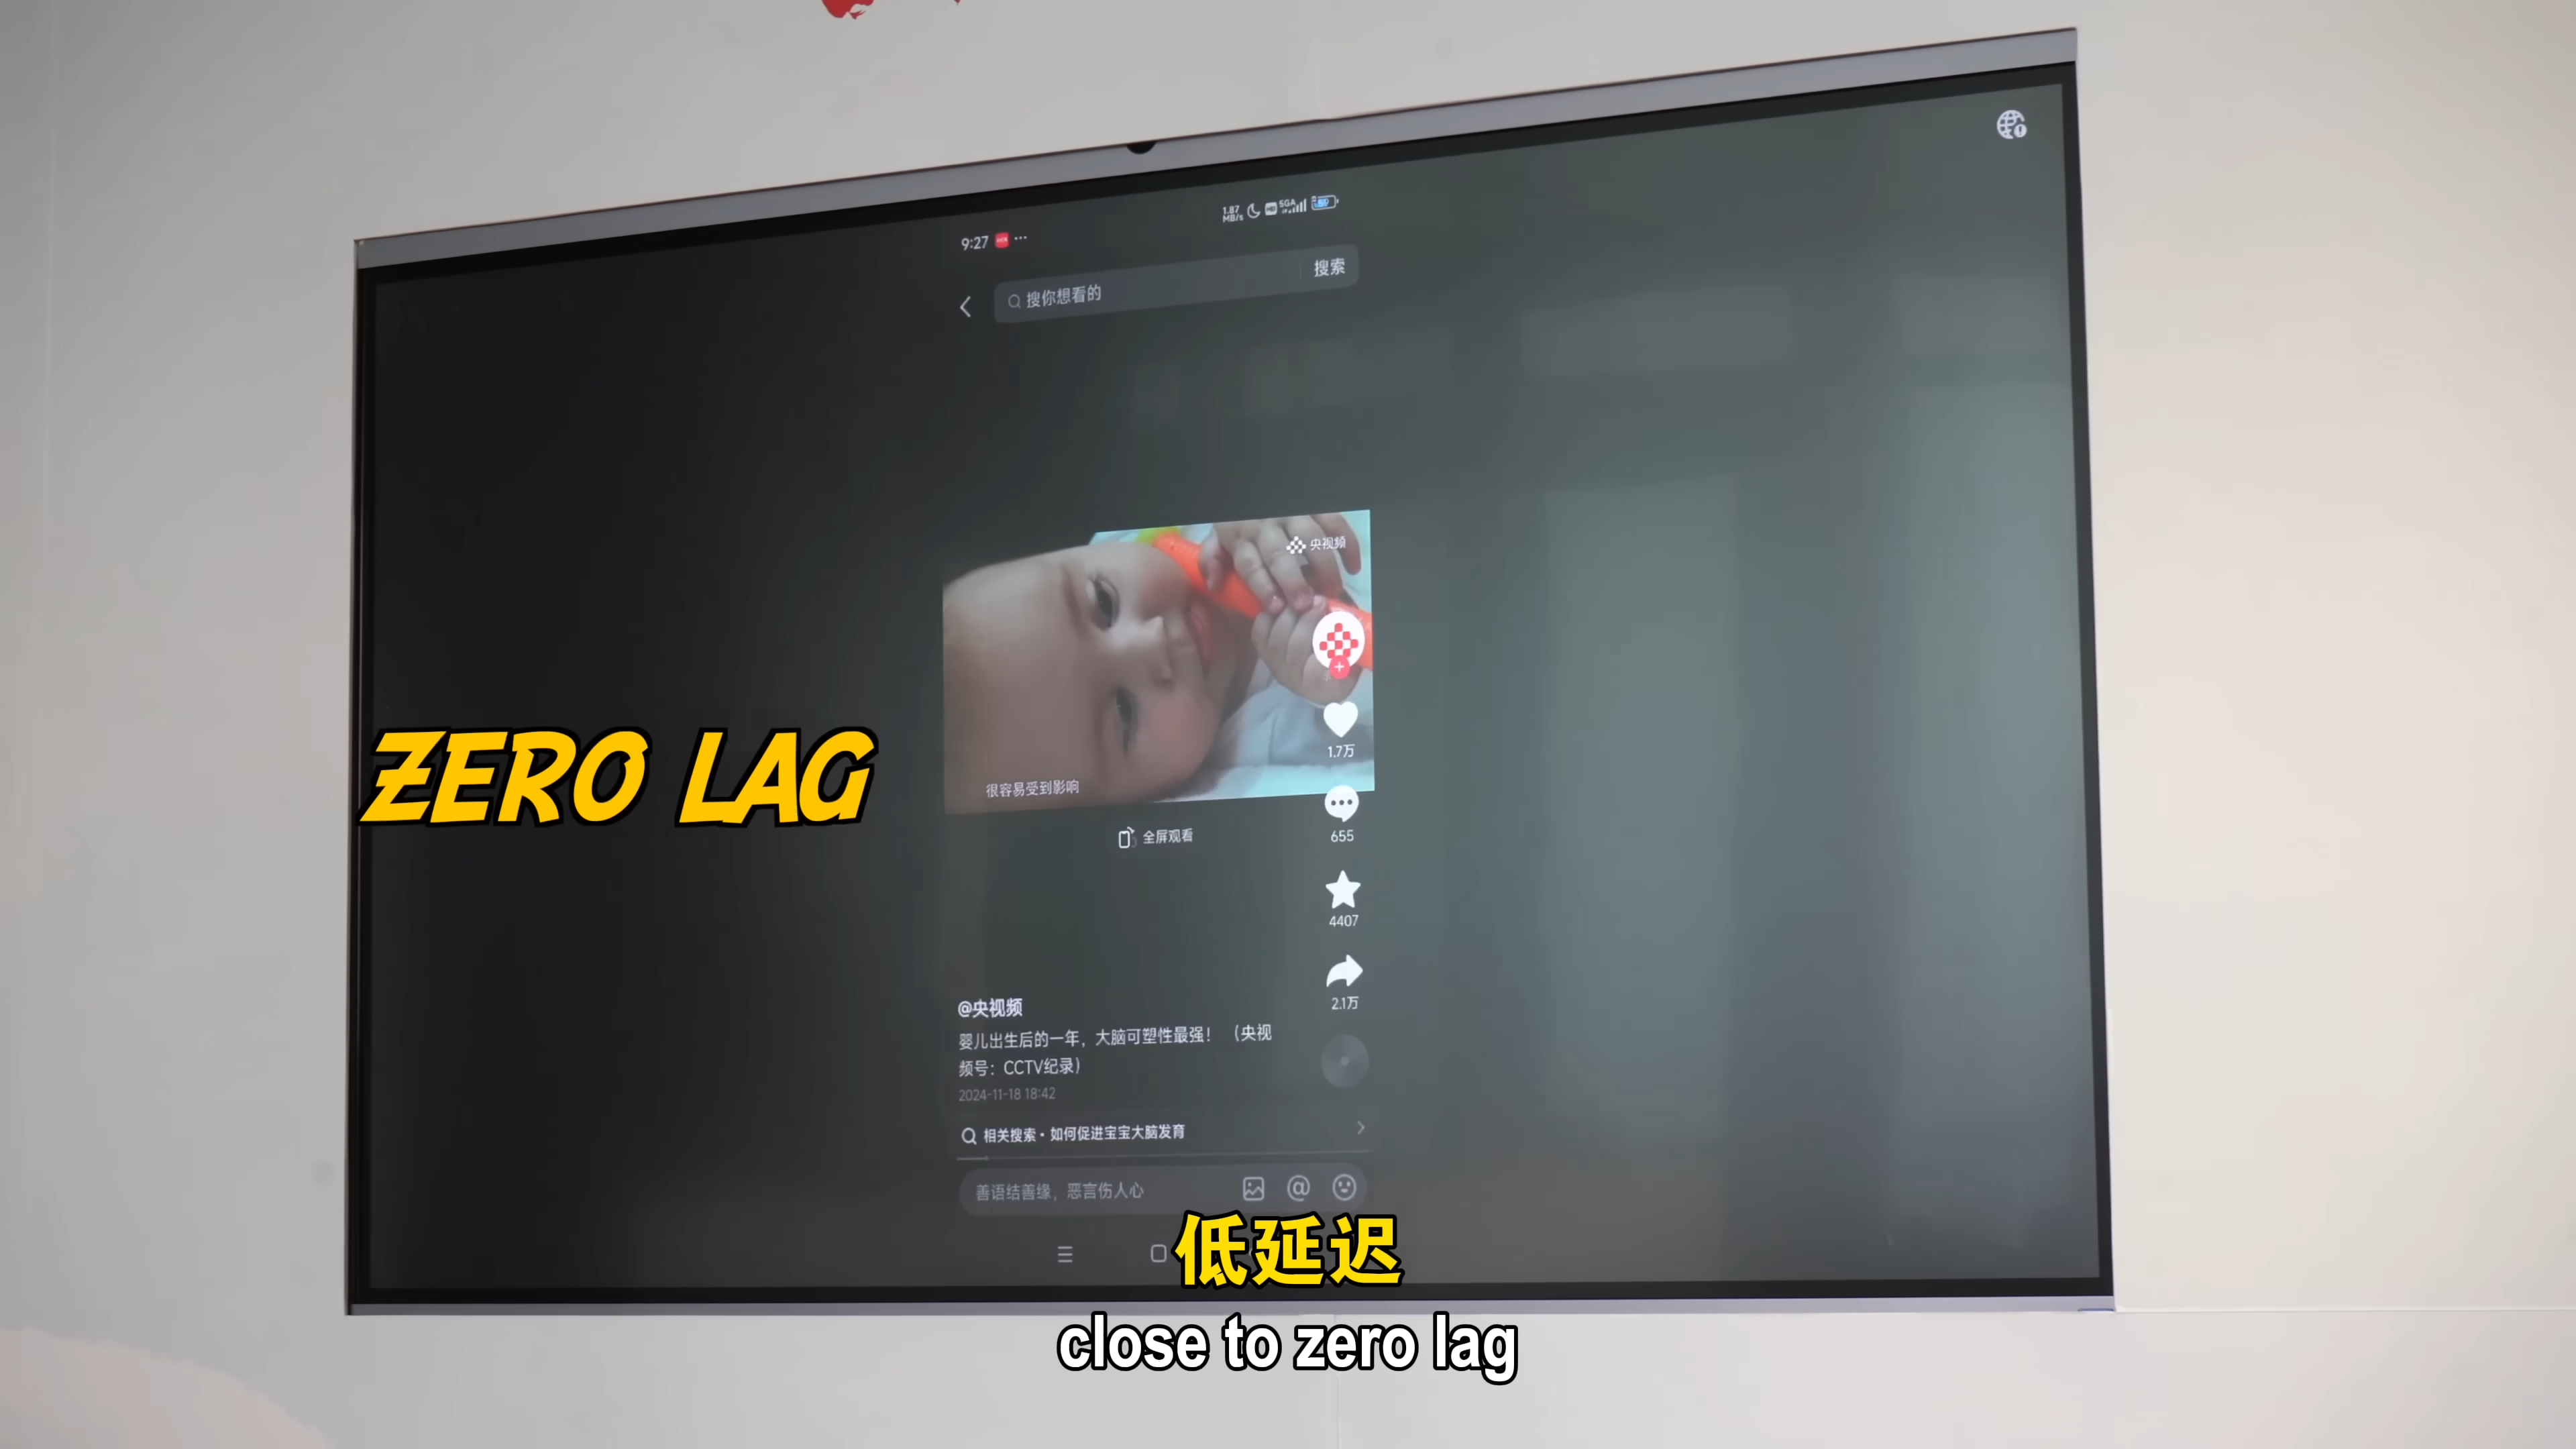 1.87
MB/s
HD
5GA
9:27
搜你想看的
搜索
央视频
ZERO LAG
很容易受到影响
1.7万
全屏观看
655
4407
2.1万
@央视频
婴儿出生后的一年，大脑可塑性最强！（央视
频号：CCTV纪录）
2024-11-18 18:42
相关搜索·如何促进宝宝大脑发育
善语结善缘，恶言伤人心
低延迟
close to zero lag